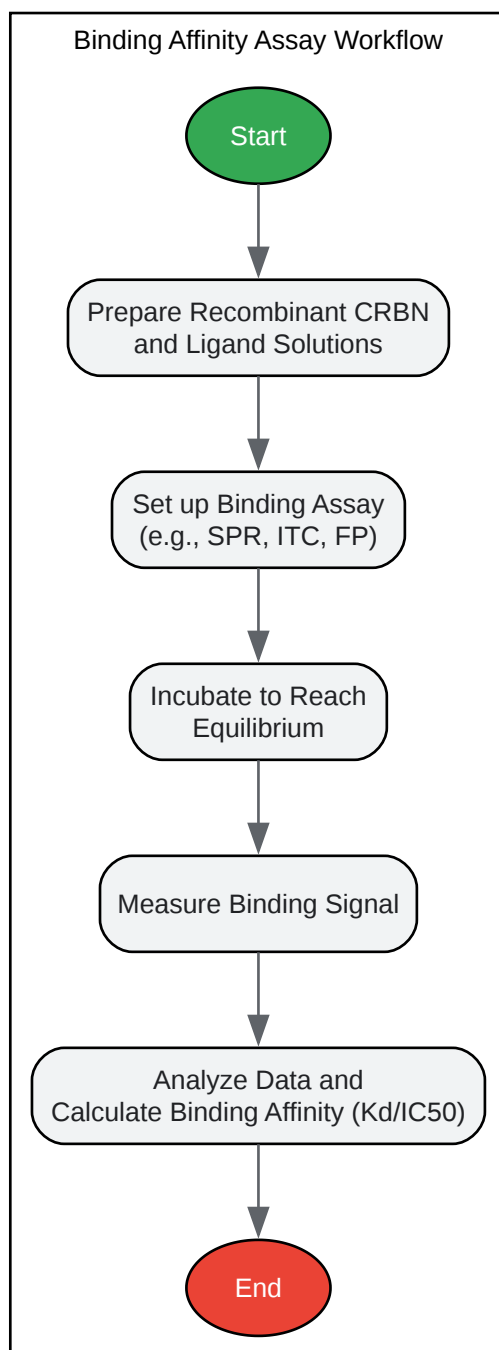 Binding Affinity Assay Workflow
Start
Prepare Recombinant CRBN
and Ligand Solutions
Set up Binding Assay
(e.g., SPR, ITC, FP)
Incubate to Reach
Equilibrium
Measure Binding Signal
Analyze Data and
Calculate Binding Affinity (Kd/IC50)
End